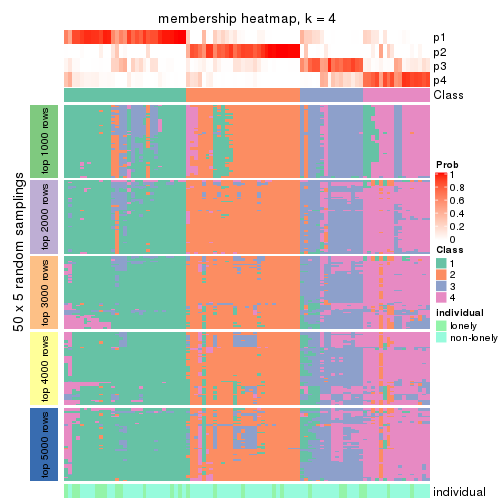 membership heatmap, k = 4
p1
p2
p3
p4
Class
50 x 5 random samplings
top 1000 rows
top 2000 rows
top 3000 rows
top 4000 rows
top 5000 rows
individual
Prob
1
0.8
0.6
0.4
0.2
0
Class
1
2
3
4
individual
lonely
non-lonely